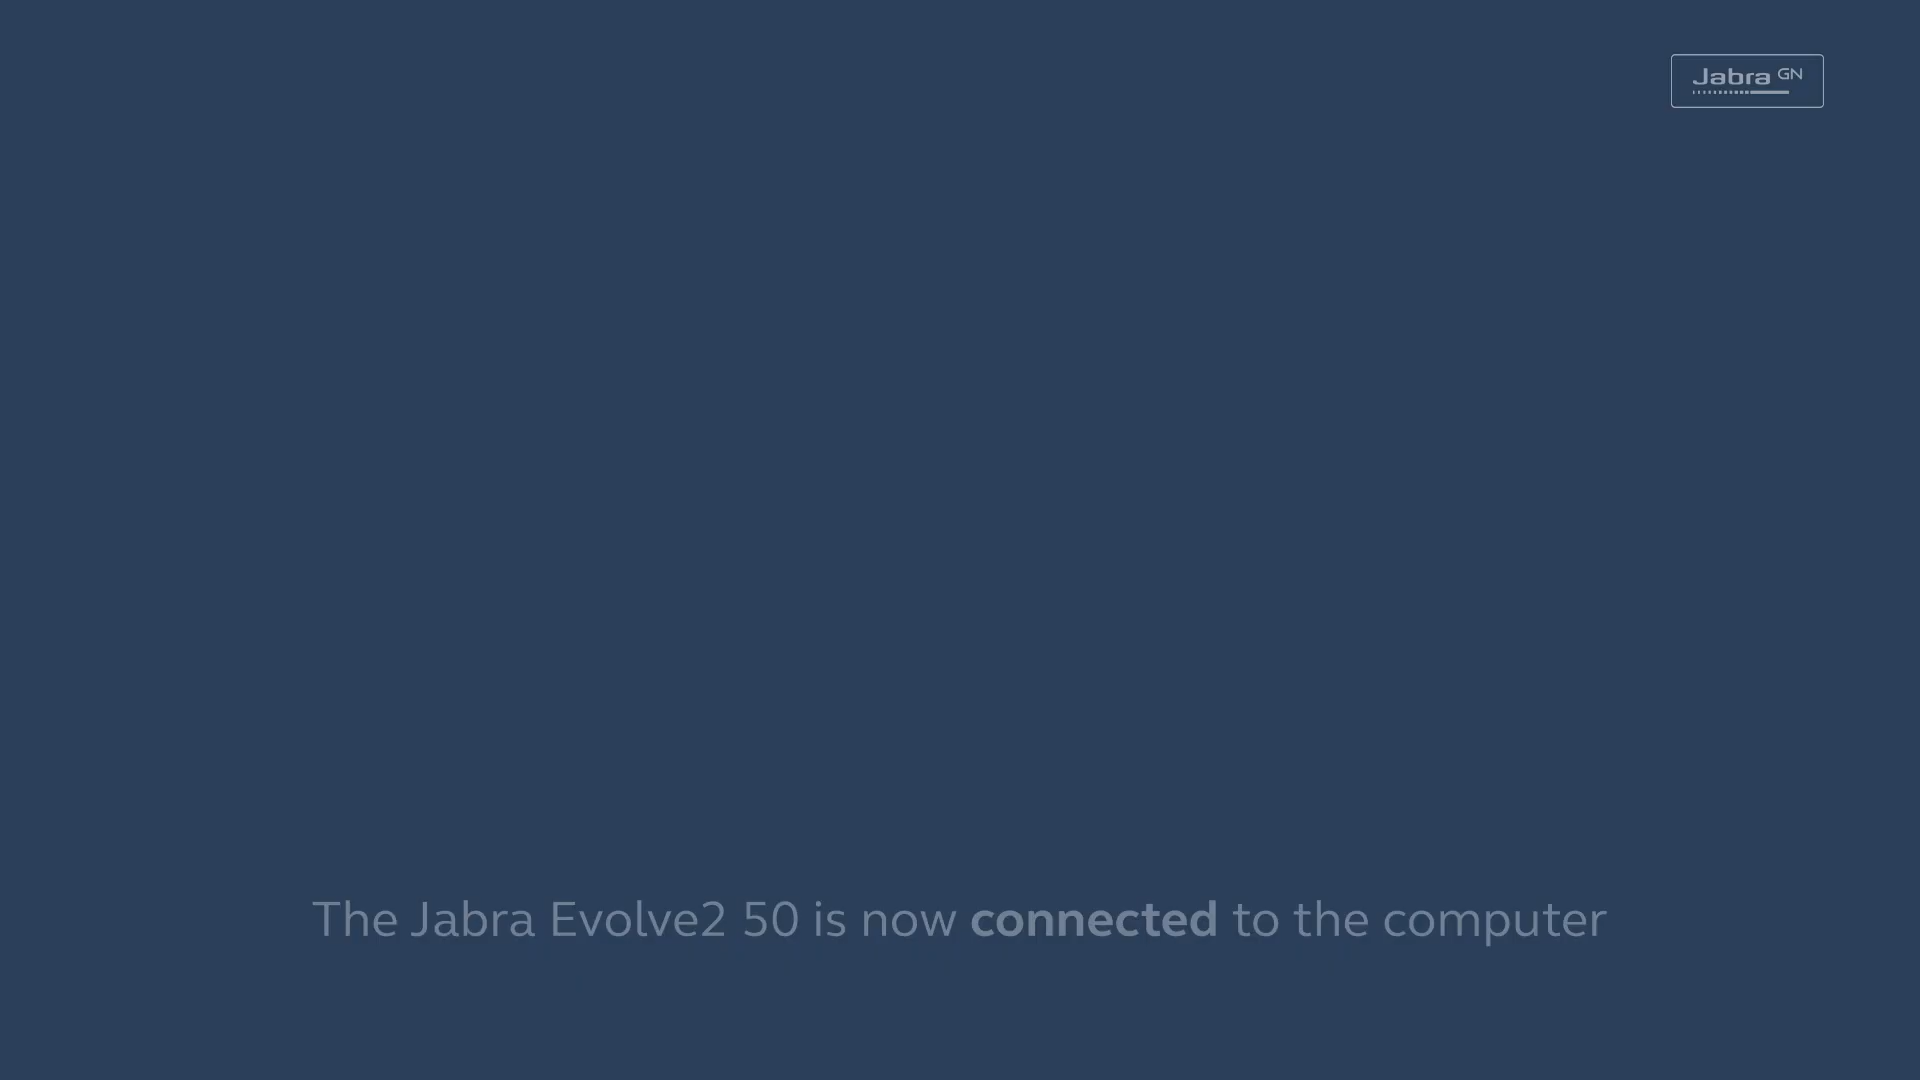 Jabra GN
The Jabra Evolve2 50 is now connected to the computer